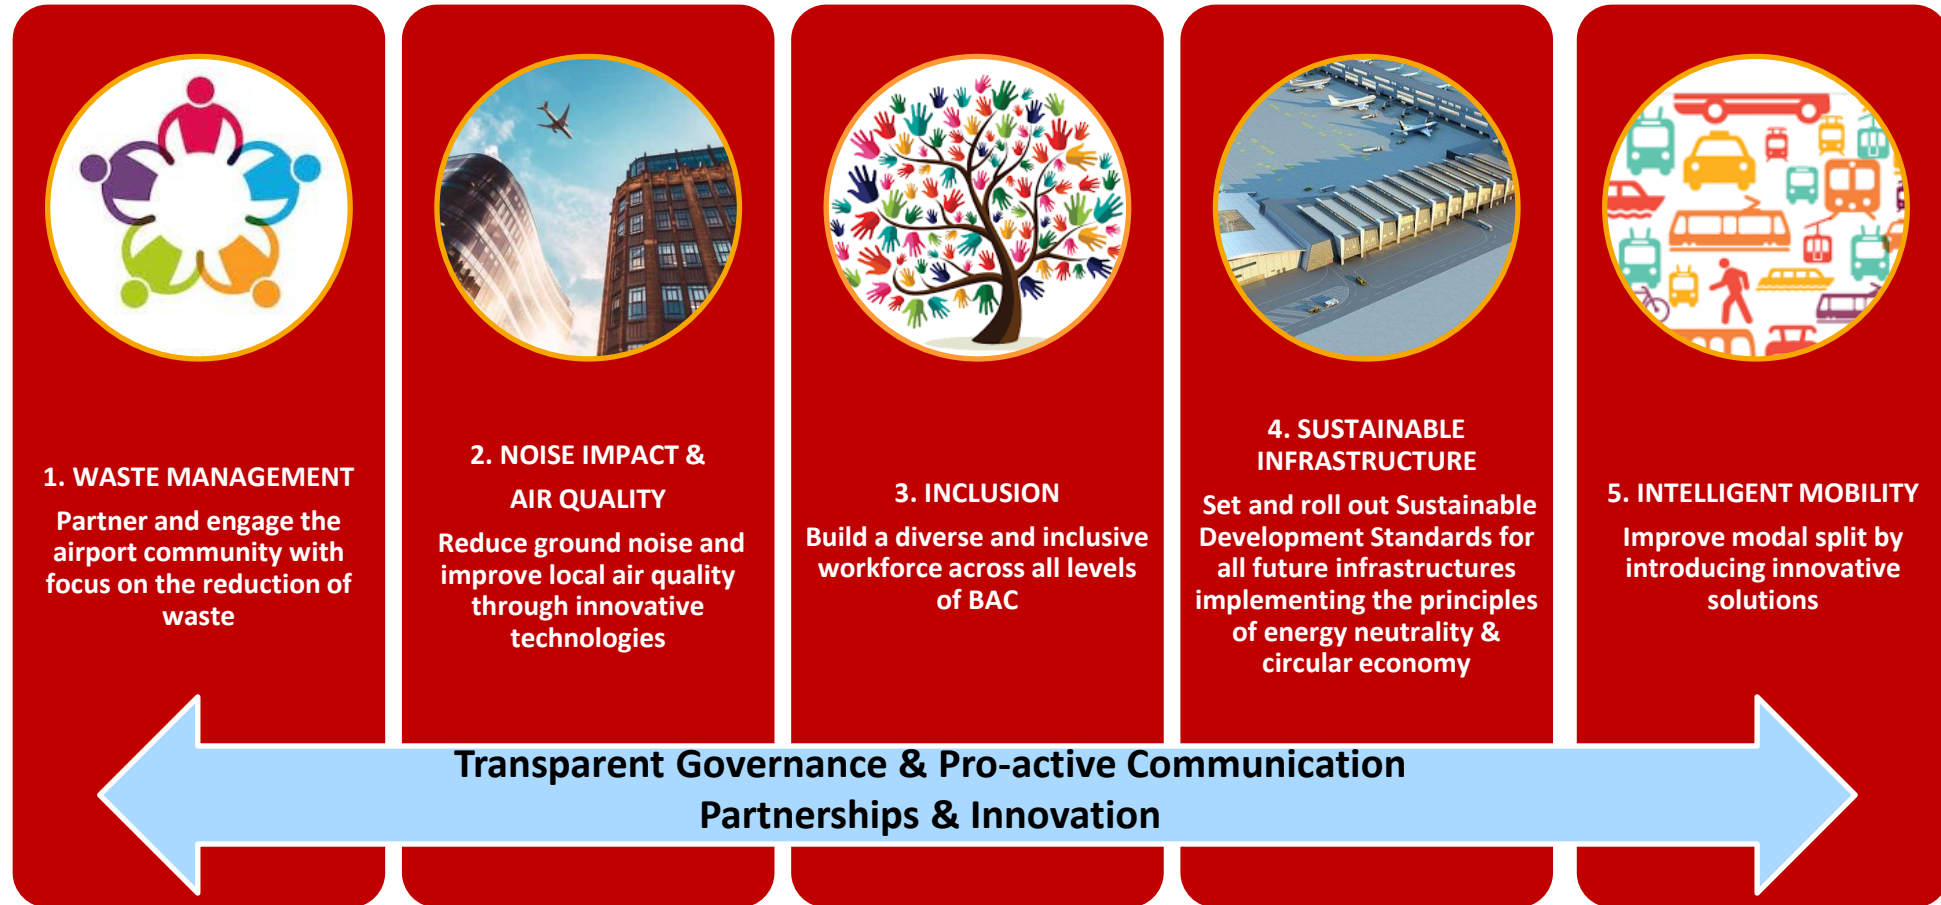 1. WASTE MANAGEMENT
Partner and engage the
airport community with
focus on the reduction of
waste
2. NOISE IMPACT &
AIR QUALITY
Reduce ground noise and
improve local air quality
through innovative
technologies
3. INCLUSION
Build a diverse and inclusive
workforce across all levels
of BAC
4. SUSTAINABLE
INFRASTRUCTURE
Set and roll out Sustainable
Development Standards for
all future infrastructures
implementing the principles
of energy neutrality &
circular economy
5. INTELLIGENT MOBILITY
Improve modal split by
introducing innovative
solutions
Transparent Governance & Pro-active Communication
Partnerships & Innovation